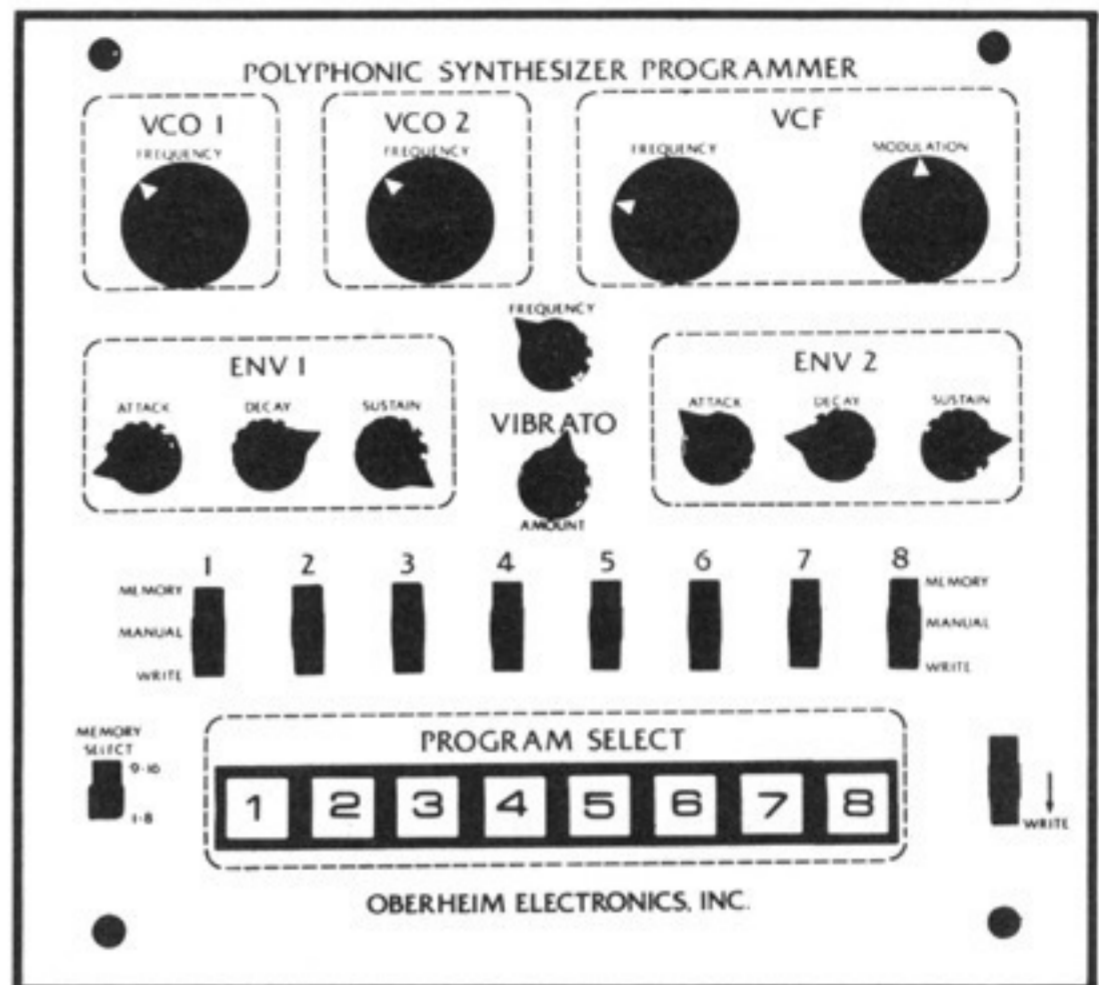 POLYPHONIC SYNTHESIZER PROGRAMMER
VCO 1
FREQUENCY
VCO 2
FREQUENCY
VCF
FREQUENCY
MODULATION
ENV 1
ATTACK
DECAY
SUSTAIN
FREQUENCY
VIBRATO
AMOUNT
ENV 2
ATTACK
DECAY
SUSTAIN
1 2 3 4 5 6 7 8
MEMORY
MANUAL
WRITE
MEMORY
MANUAL
WRITE
MEMORY
SELECT
9-16
1-8
PROGRAM SELECT
1 2 3 4 5 6 7 8
WRITE
OBERHEIM ELECTRONICS, INC.